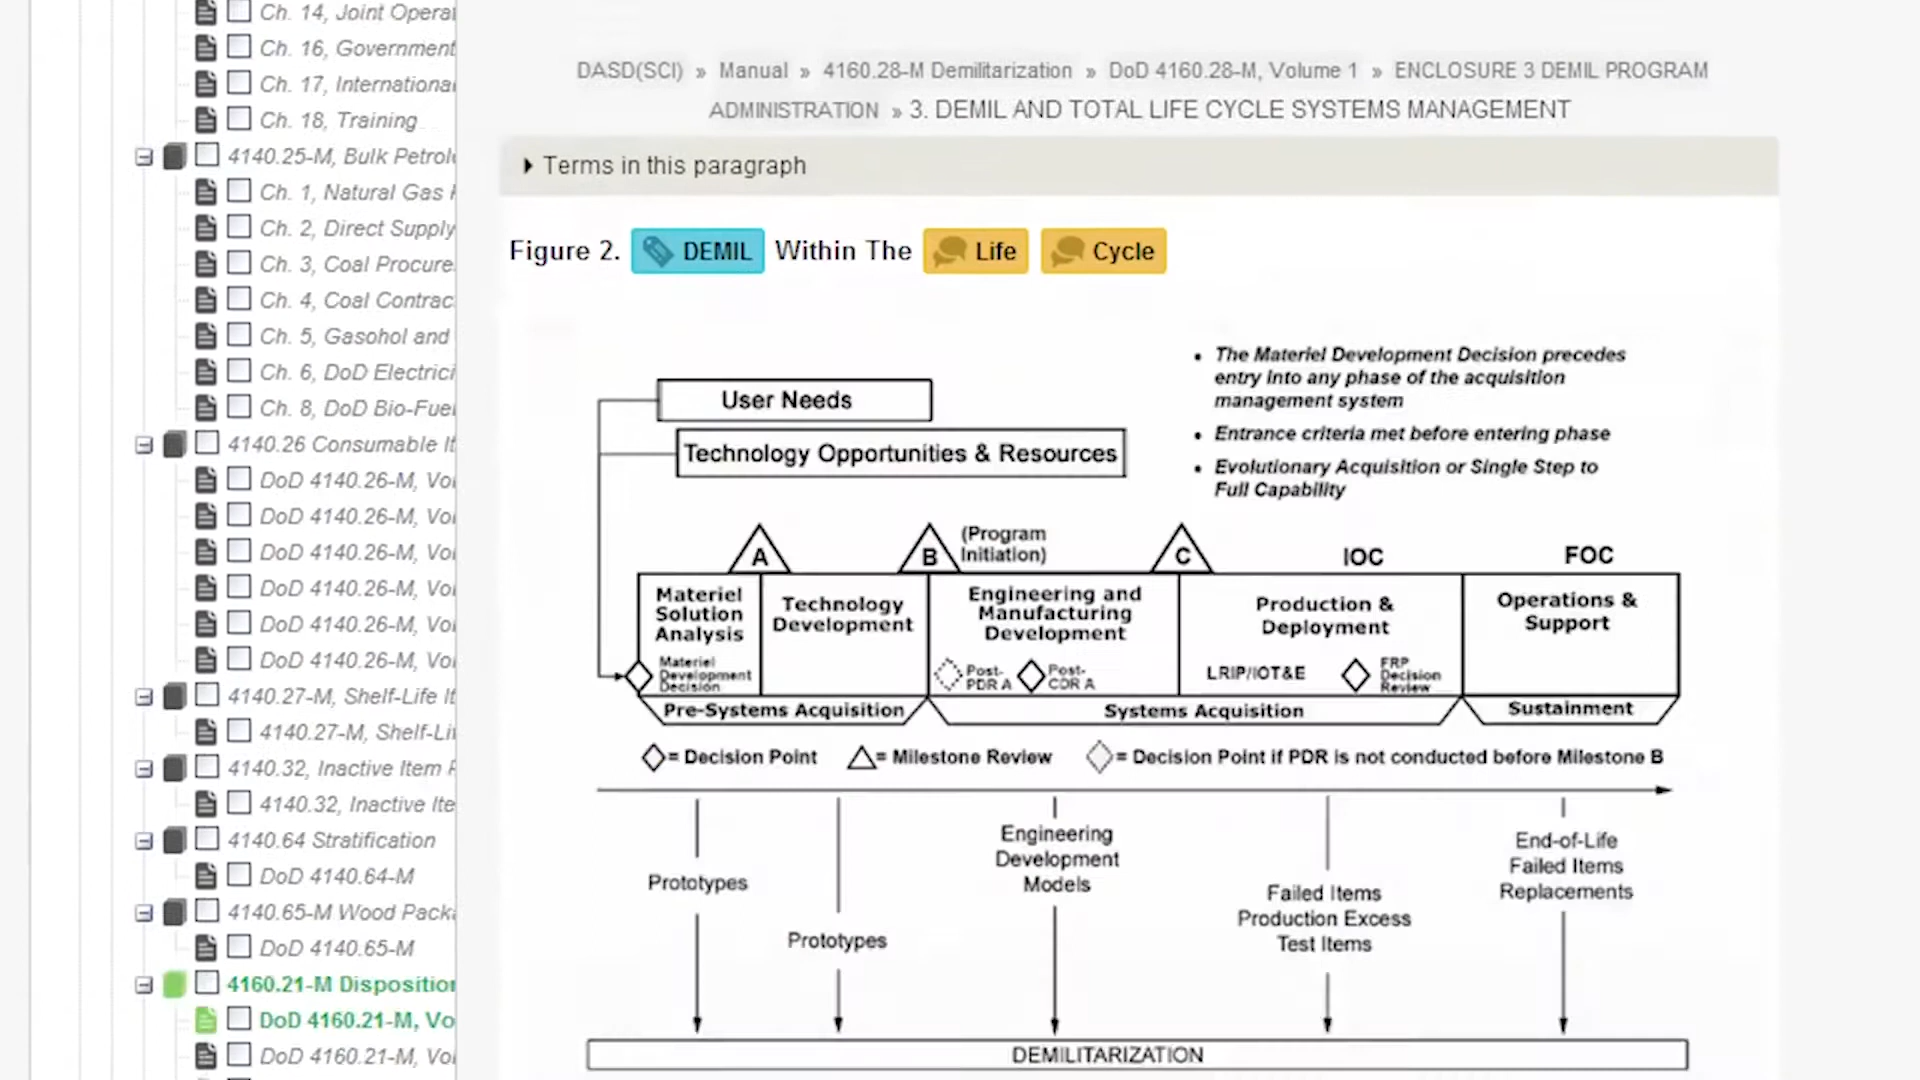 Ch. 14, Joint Opera
Ch. 16, Government
Ch. 17, Internationa
Ch. 18, Training
4140.25-M, Bulk Petrol
Ch. 1, Natural Gas
Ch. 2, Direct Supply
Ch. 3, Coal Procure
Ch. 4, Coal Contrac
Ch. 5, Gasohol and
Ch. 6, DoD Electrici
Ch. 8, DoD Bio-Fue
4140.26 Consumable It
DoD 4140.26-M, Vo
DoD 4140.26-M, Vo
DoD 4140.26-M, Vo
DoD 4140.26-M, Vo
DoD 4140.26-M, Vo
DoD 4140.26-M, Vo
4140.27-M, Shelf-Life It
4140.27-M, Shelf-Li
4140.32, Inactive Item
4140.32, Inactive Ite
4140.64 Stratification
DoD 4140.64-M
4140.65-M Wood Pack
DoD 4140.65-M
4160.21-M Disposition
DoD 4160.21-M, Vo
DoD 4160.21-M, Vo
DASD(SCI) » Manual » 4160.28-M Demilitarization » DoD 4160.28-M, Volume 1 » ENCLOSURE 3 DEMIL PROGRAM
ADMINISTRATION » 3. DEMIL AND TOTAL LIFE CYCLE SYSTEMS MANAGEMENT
Terms in this paragraph
Figure 2. DEMIL Within The Life Cycle
• The Materiel Development Decision precedes
entry into any phase of the acquisition
management system
• Entrance criteria met before entering phase
• Evolutionary Acquisition or Single Step to
Full Capability
User Needs
Technology Opportunities & Resources
A
B
(Program
Initiation)
C
IOC
FOC
Materiel
Solution
Analysis
Materiel
Development
Decision
Technology
Development
Engineering and
Manufacturing
Development
Post-
PDR A
Post-
CDR A
Production &
Deployment
LRIP/IOT&E
FRP
Decision
Review
Operations &
Support
Pre-Systems Acquisition
Systems Acquisition
Sustainment
= Decision Point
= Milestone Review
= Decision Point if PDR is not conducted before Milestone B
Prototypes
Prototypes
Engineering
Development
Models
Failed Items
Production Excess
Test Items
End-of-Life
Failed Items
Replacements
DEMILITARIZATION